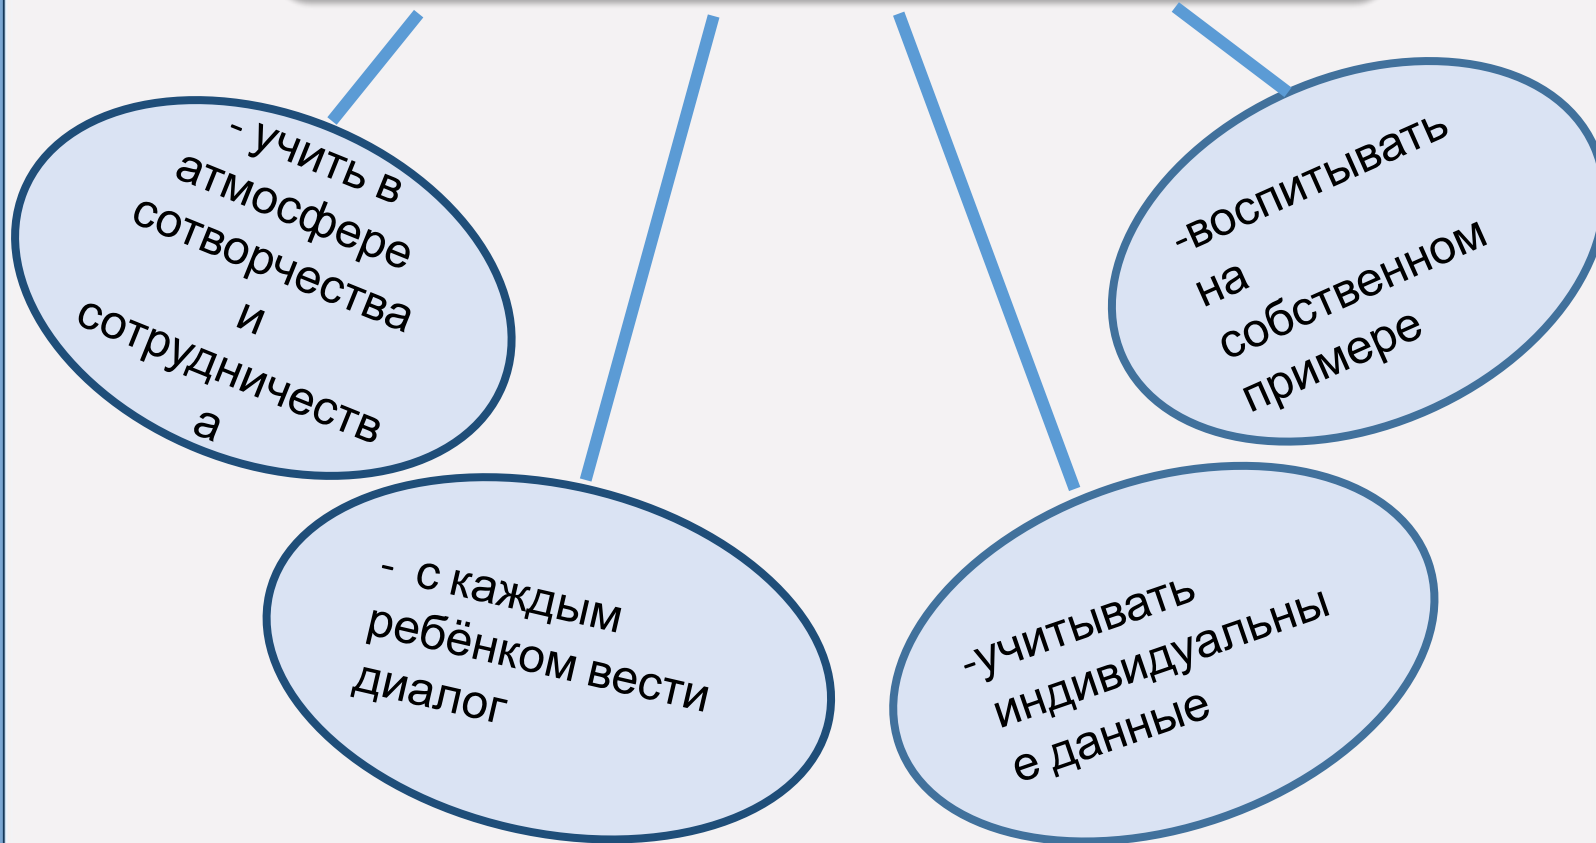 - учить в
атмосфере
сотворчества
и
сотрудничеств
а
- с каждым
ребёнком вести
диалог
-учитывать
индивидуальны
е данные
-воспитывать
на
собственном
примере